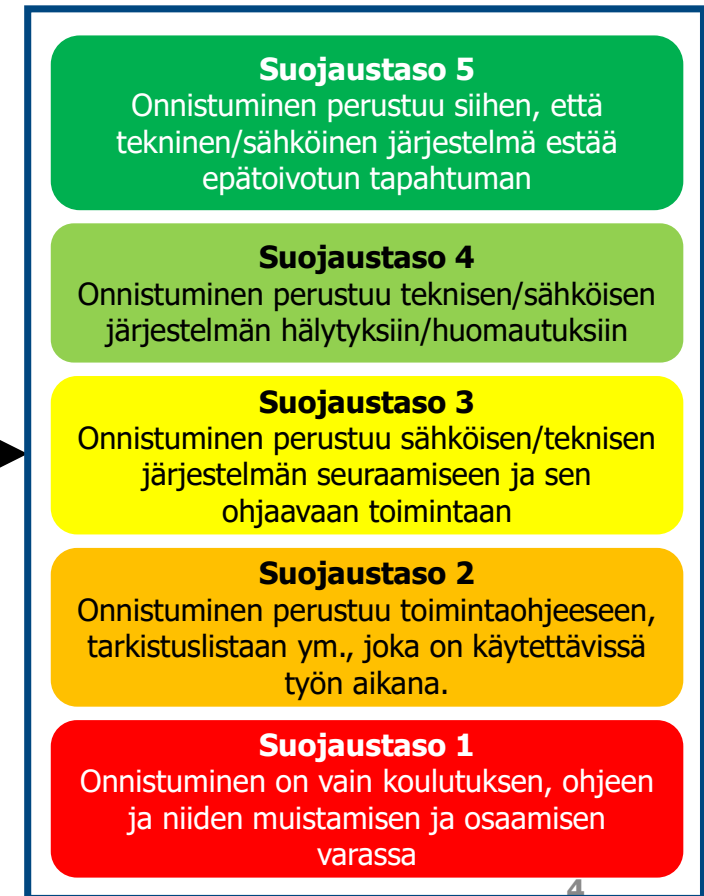 Suojaustaso 5
Onnistuminen perustuu siihen, että
tekninen/sähköinen järjestelmä estää
epätoivotun tapahtuman
Suojaustaso 4
Onnistuminen perustuu teknisen/sähköisen
järjestelmän hälytyksiin/huomautuksiin
Suojaustaso 3
Onnistuminen perustuu sähköisen/teknisen
järjestelmän seuraamiseen ja sen
ohjaavaan toimintaan
Suojaustaso 2
Onnistuminen perustuu toimintaohjeeseen,
tarkistuslistaan ym., joka on käytettävissä
työn aikana.
Suojaustaso 1
Onnistuminen on vain koulutuksen, ohjeen
ja niiden muistamisen ja osaamisen
varassa
4